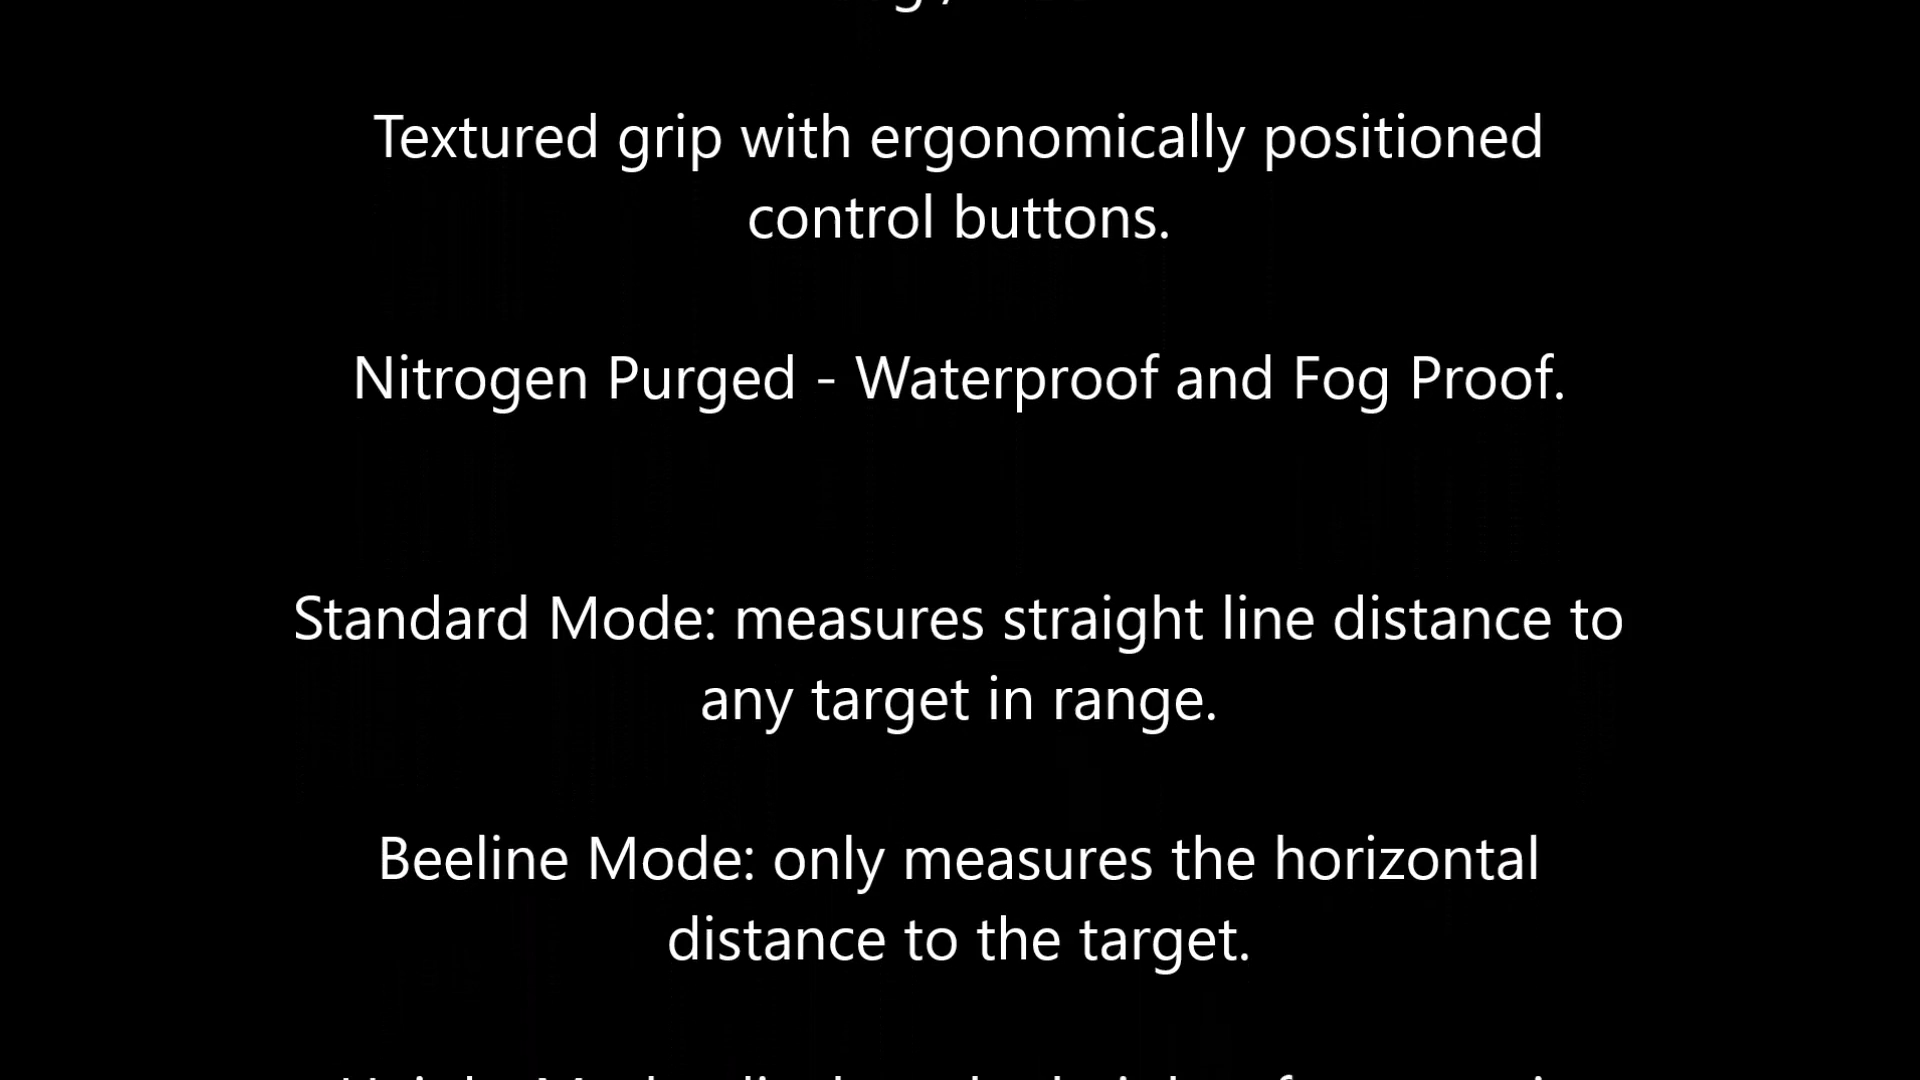 Textured grip with ergonomically positioned
control buttons.
Nitrogen Purged - Waterproof and Fog Proof.
Standard Mode: measures straight line distance to
any target in range.
Beeline Mode: only measures the horizontal
distance to the target.